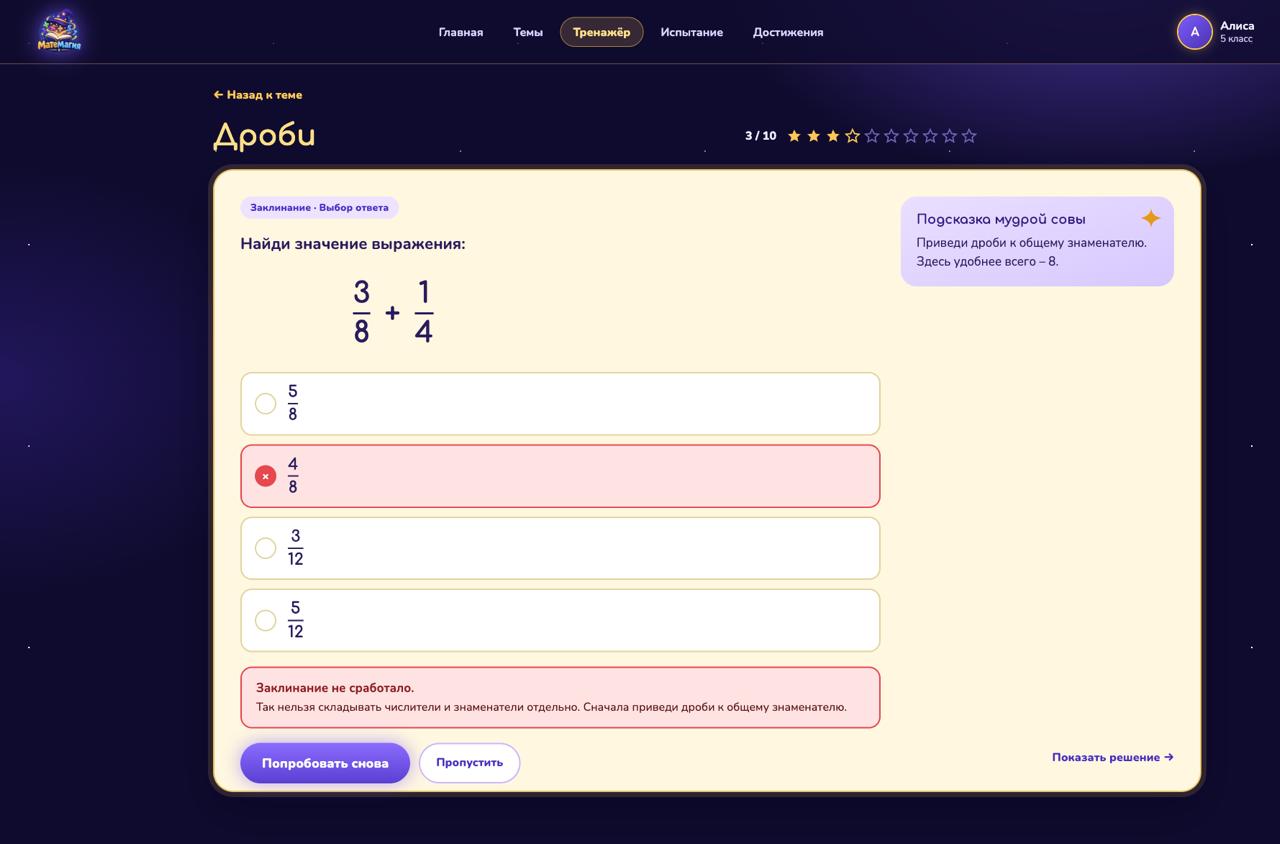 МатеМагия
Главная
Темы
Тренажёр
Испытание
Достижения
А
Алиса
5 класс
← Назад к теме
Дроби
3 / 10
Заклинание · Выбор ответа
Найди значение выражения:
3/8 + 1/4
5/8
4/8
3/12
5/12
Заклинание не сработало.
Так нельзя складывать числители и знаменатели отдельно. Сначала приведи дроби к общему знаменателю.
Попробовать снова
Пропустить
Подсказка мудрой совы
Приведи дроби к общему знаменателю.
Здесь удобнее всего – 8.
Показать решение →